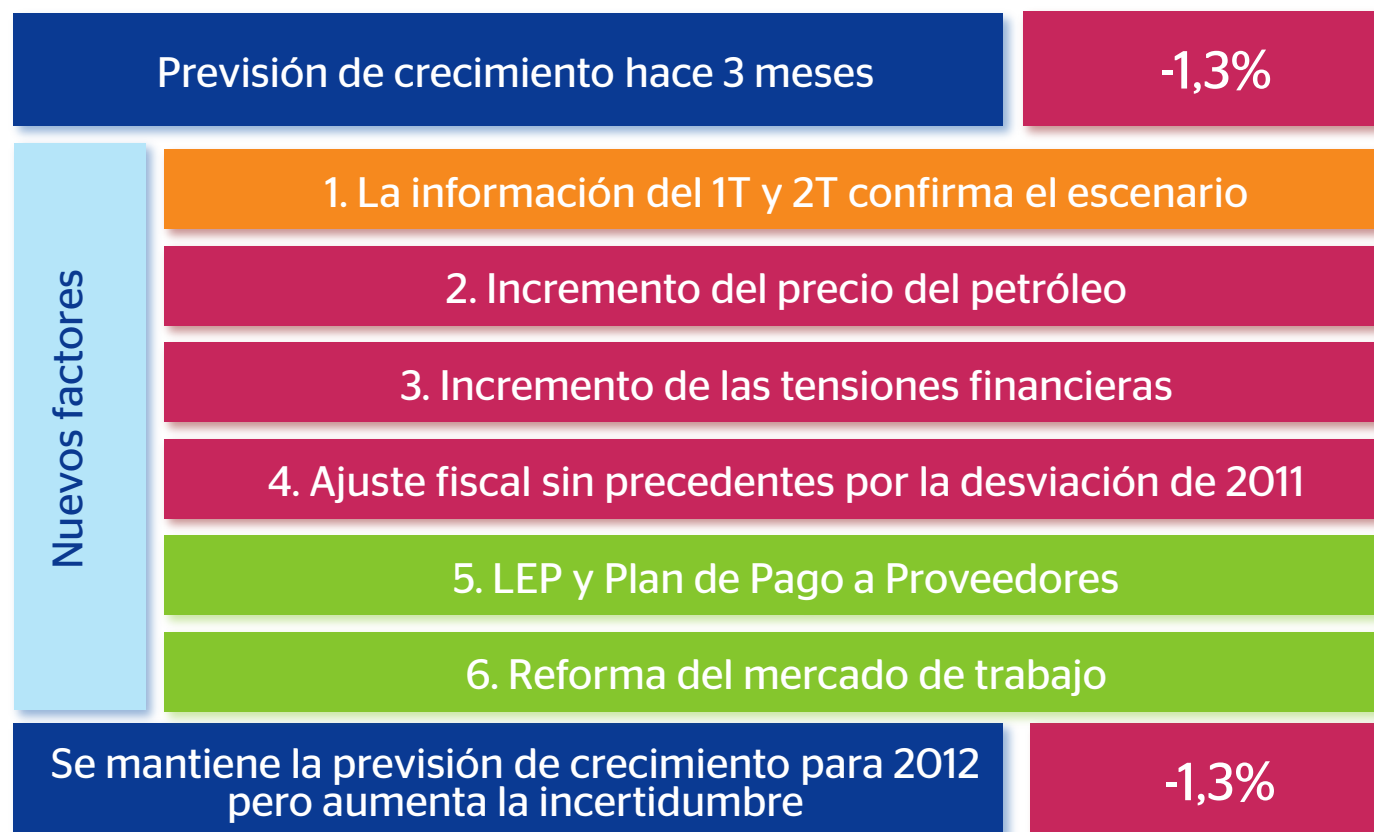 Previsión de crecimiento hace 3 meses
-1,3%
Nuevos factores
1. La información del 1T y 2T confirma el escenario
2. Incremento del precio del petróleo
3. Incremento de las tensiones financieras
4. Ajuste fiscal sin precedentes por la desviación de 2011
5. LEP y Plan de Pago a Proveedores
6. Reforma del mercado de trabajo
Se mantiene la previsión de crecimiento para 2012
pero aumenta la incertidumbre
-1,3%